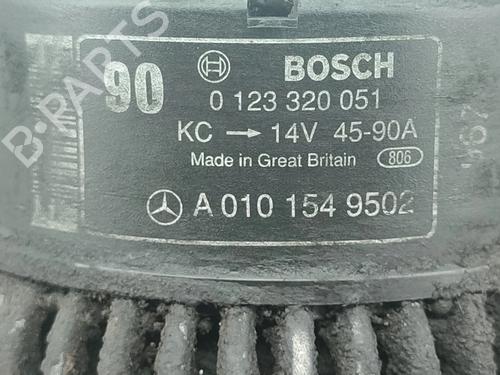 90 BOSCH
0 123 320 051
KC → 14V 45-90A
Made in Great Britain 806
A 010 154 9502
B-PARTS